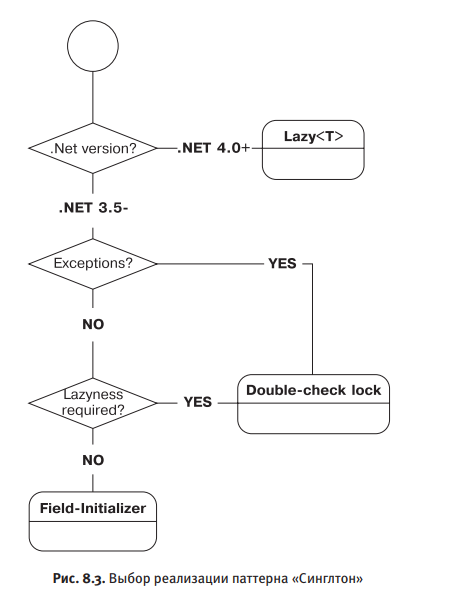 .Net version?
.NET 4.0+
Lazy<T>
.NET 3.5-
Exceptions?
YES
NO
Lazyness
required?
YES
Double-check lock
NO
Field-Initializer
Рис. 8.3. Выбор реализации паттерна «Синглтон»